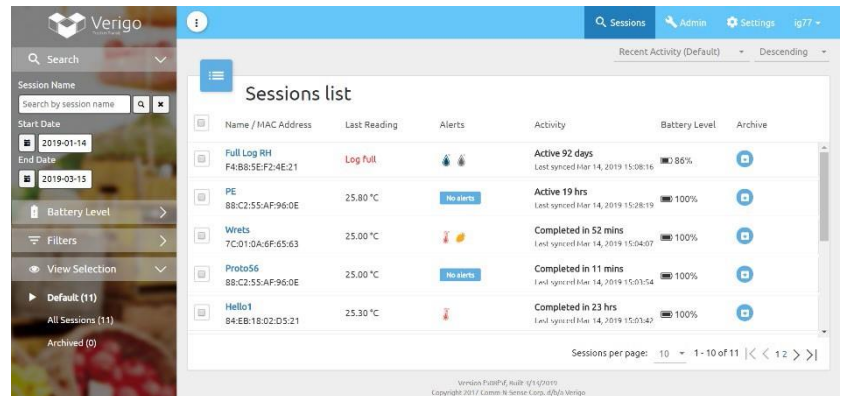 Verigo
Sessions
Admin
Settings
ig77
Search
Recent Activity (Default)
Descending
Session Name
Search by session name
Start Date
2019-01-14
End Date
2019-03-15
Battery Level
Filters
View Selection
Default (11)
All Sessions (11)
Archived (0)
Sessions list
Name / MAC Address Last Reading Alerts Activity Battery Level Archive
Full Log RH
F4:B8:5E:F2:4E:21
Log full
Active 92 days
Last synced Mar 14, 2019 15:08:16
86%
PE
88:C2:55:AF:96:0E
25.80 °C
No alerts
Active 19 hrs
Last synced Mar 14, 2019 15:28:19
100%
Wrets
7C:01:0A:6F:65:63
25.00 °C
Completed in 52 mins
Last synced Mar 14, 2019 15:04:07
100%
Proto56
88:C2:55:AF:96:0E
25.00 °C
No alerts
Completed in 11 mins
Last synced Mar 14, 2019 15:03:54
100%
Hello1
84:EB:18:02:D5:21
25.30 °C
Completed in 23 hrs
Last synced Mar 14, 2019 15:03:42
100%
Sessions per page: 10 1 - 10 of 11 |< < 1 2 > >|
Version Built: 3/13/2019
Copyright 2017 Comm-N-Sense Corp. d/b/a Verigo